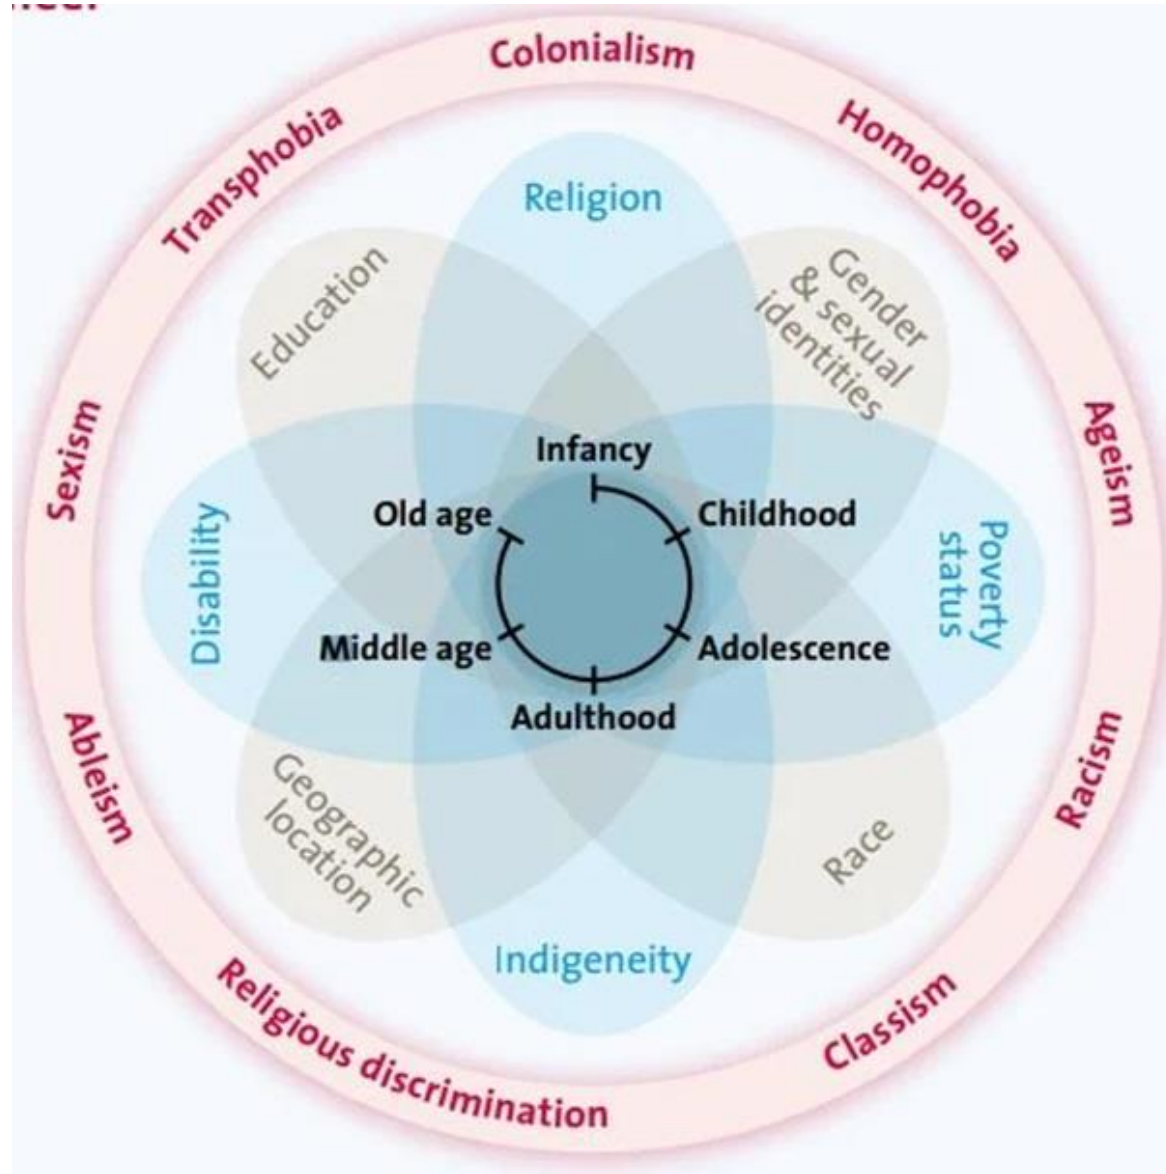 Colonialism
Homophobia
Transphobia
Religion
Education
Gender
& sexual
identities
Sexism
Ageism
Infancy
Old age
Childhood
Disability
Poverty
status
Middle age
Adolescence
Adulthood
Ableism
Racism
Geographic
location
Race
Indigeneity
Religious discrimination
Classism